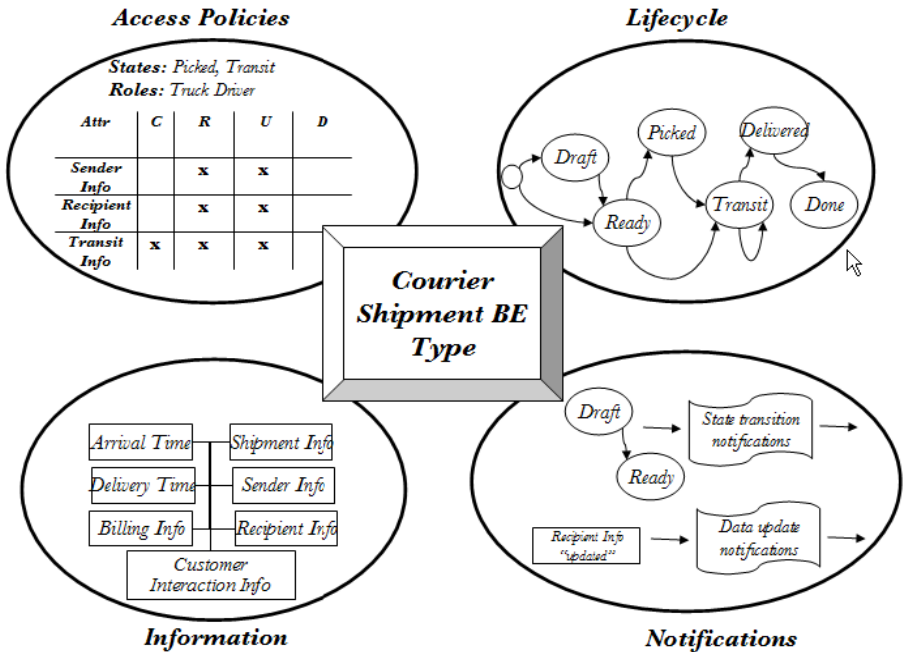 Access Policies
States: Picked, Transit
Roles: Truck Driver
Attr C R U D
Sender x x
Info
Recipient x x
Info
Transit x x x
Info
Lifecycle
Draft
Picked
Delivered
Ready
Transit
Done
Courier
Shipment BE
Type
Arrival Time
Shipment Info
Delivery Time
Sender Info
Billing Info
Recipient Info
Customer
Interaction Info
Information
Draft
Ready
State transition
notifications
Recipient Info
“updated”
Data update
notifications
Notifications